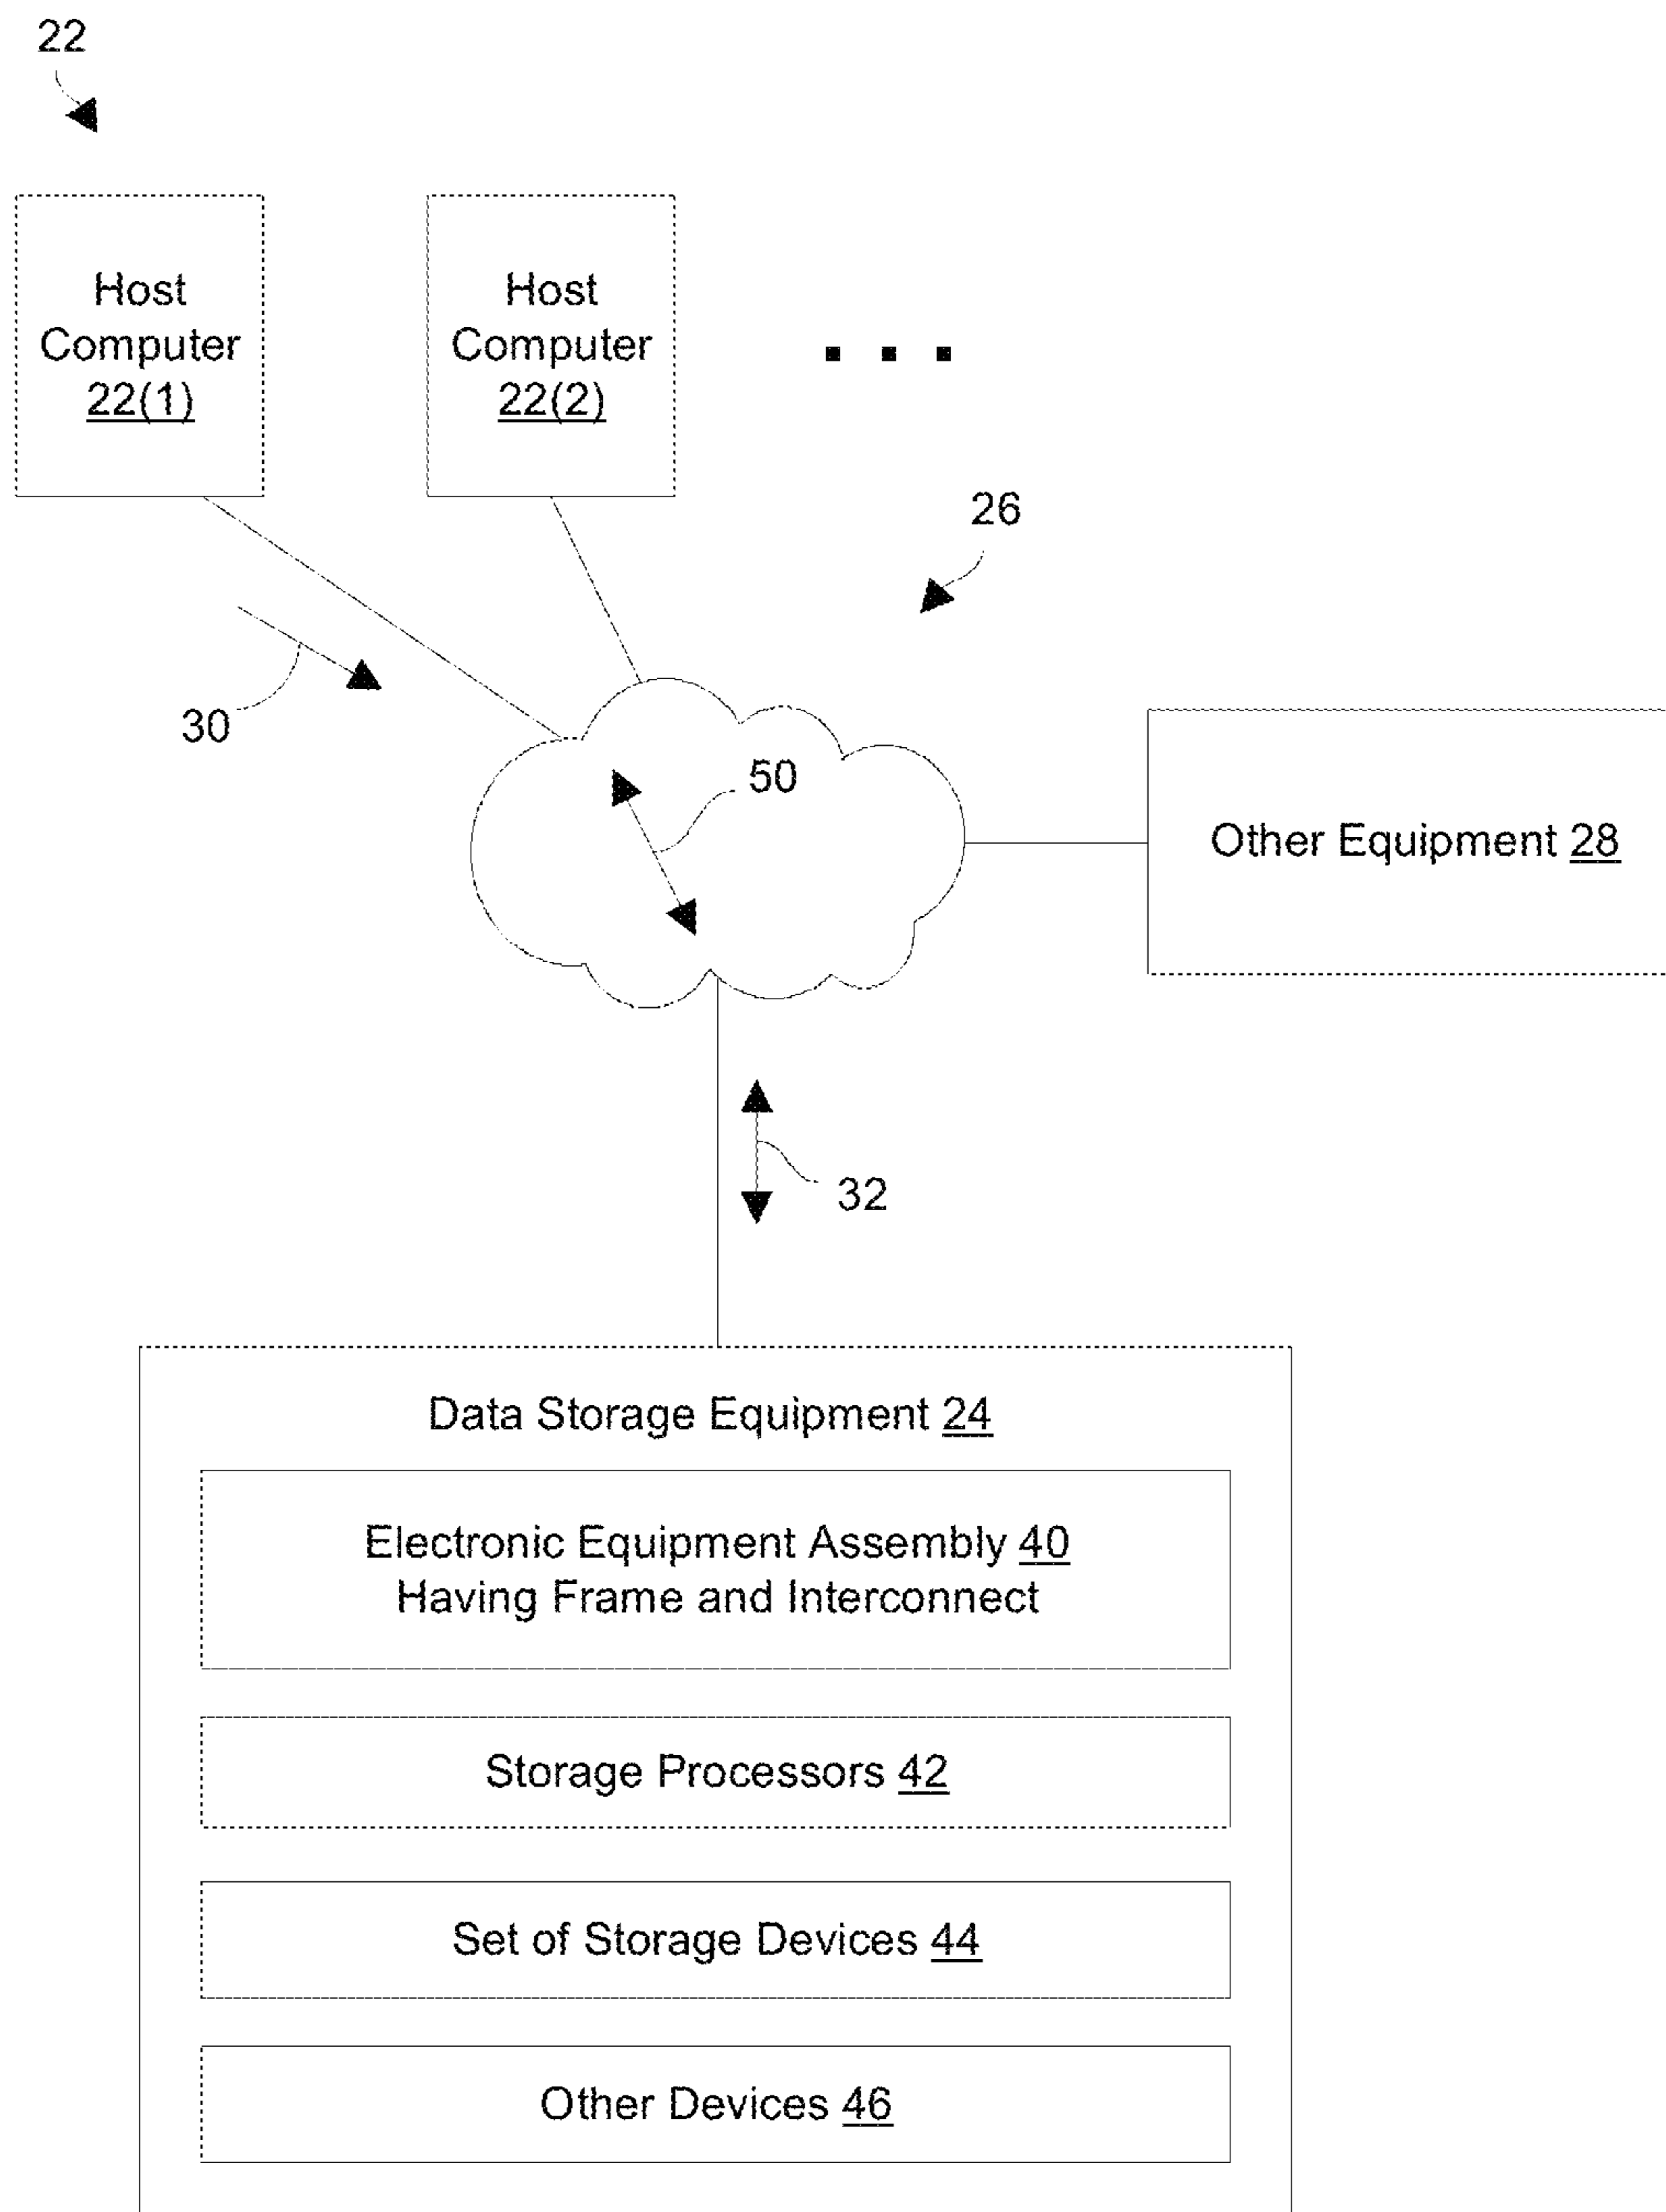 22
Host
Computer
22(1)
Host
Computer
22(2)
. . .
26
30
50
Other Equipment 28
32
Data Storage Equipment 24
Electronic Equipment Assembly 40
Having Frame and Interconnect
Storage Processors 42
Set of Storage Devices 44
Other Devices 46